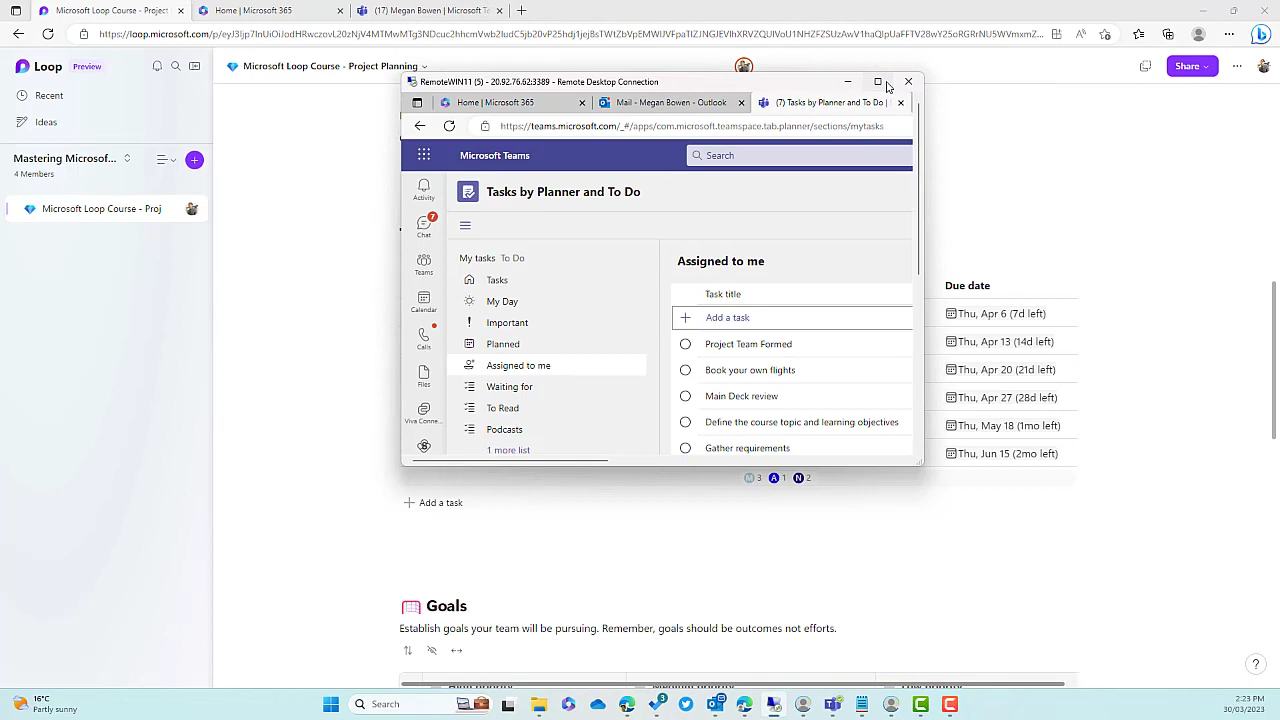 Microsoft Loop Course - Project
Home | Microsoft 365
(17) Megan Bowen | Microsoft T
Loop
Preview
Recent
Ideas
Mastering Microsof...
4 Members
Microsoft Loop Course - Proj
Microsoft Loop Course - Project Planning
Share
RemoteWIN11 (5) - 20.254.76.62:3389 - Remote Desktop Connection
Home | Microsoft 365
Mail - Megan Bowen - Outlook
(7) Tasks by Planner and To Do |
https://teams.microsoft.com/_#/apps/com.microsoft.teamspace.tab.planner/sections/mytasks
Microsoft Teams
Search
Activity
Chat
7
Teams
Calendar
Calls
Files
Viva Conne...
Tasks by Planner and To Do
My tasks To Do
Tasks
My Day
Important
Planned
Assigned to me
Waiting for
To Read
Podcasts
1 more list
Assigned to me
Task title
Add a task
Project Team Formed
Book your own flights
Main Deck review
Define the course topic and learning objectives
Gather requirements
Due date
Thu, Apr 6 (7d left)
Thu, Apr 13 (14d left)
Thu, Apr 20 (21d left)
Thu, Apr 27 (28d left)
Thu, May 18 (1mo left)
Thu, Jun 15 (2mo left)
M 3 A 1 N 2
Add a task
Goals
Establish goals your team will be pursuing. Remember, goals should be outcomes not efforts.
16°C
Partly sunny
Search
3
2:23 PM
30/03/2023